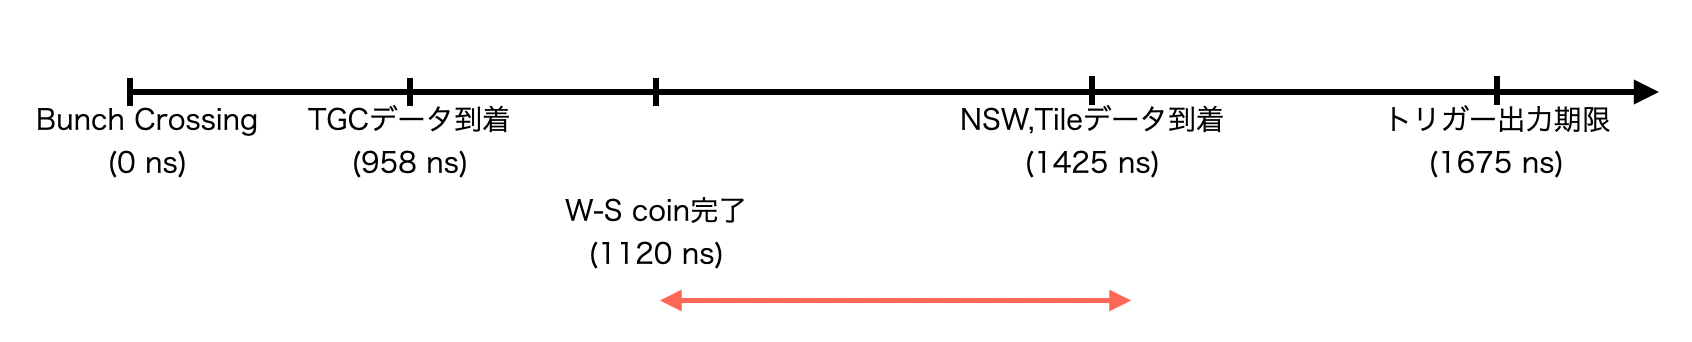 Bunch Crossing
(0 ns)
TGCデータ到着
(958 ns)
W-S coin完了
(1120 ns)
NSW,Tileデータ到着
(1425 ns)
トリガー出力期限
(1675 ns)